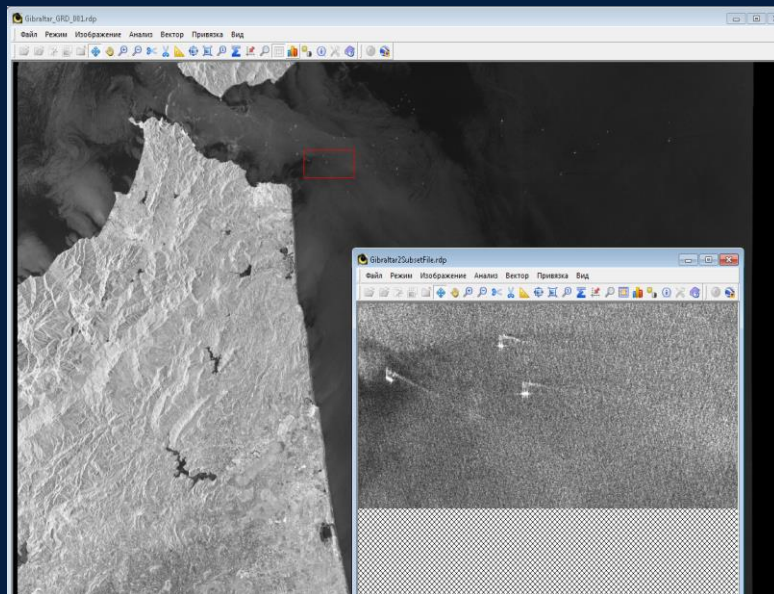 Gibraltar_GRD_001.rdp
Файл Режим Изображение Анализ Вектор Привязка Вид
Gibraltar2SubsetFile.rdp
Файл Режим Изображение Анализ Вектор Привязка Вид